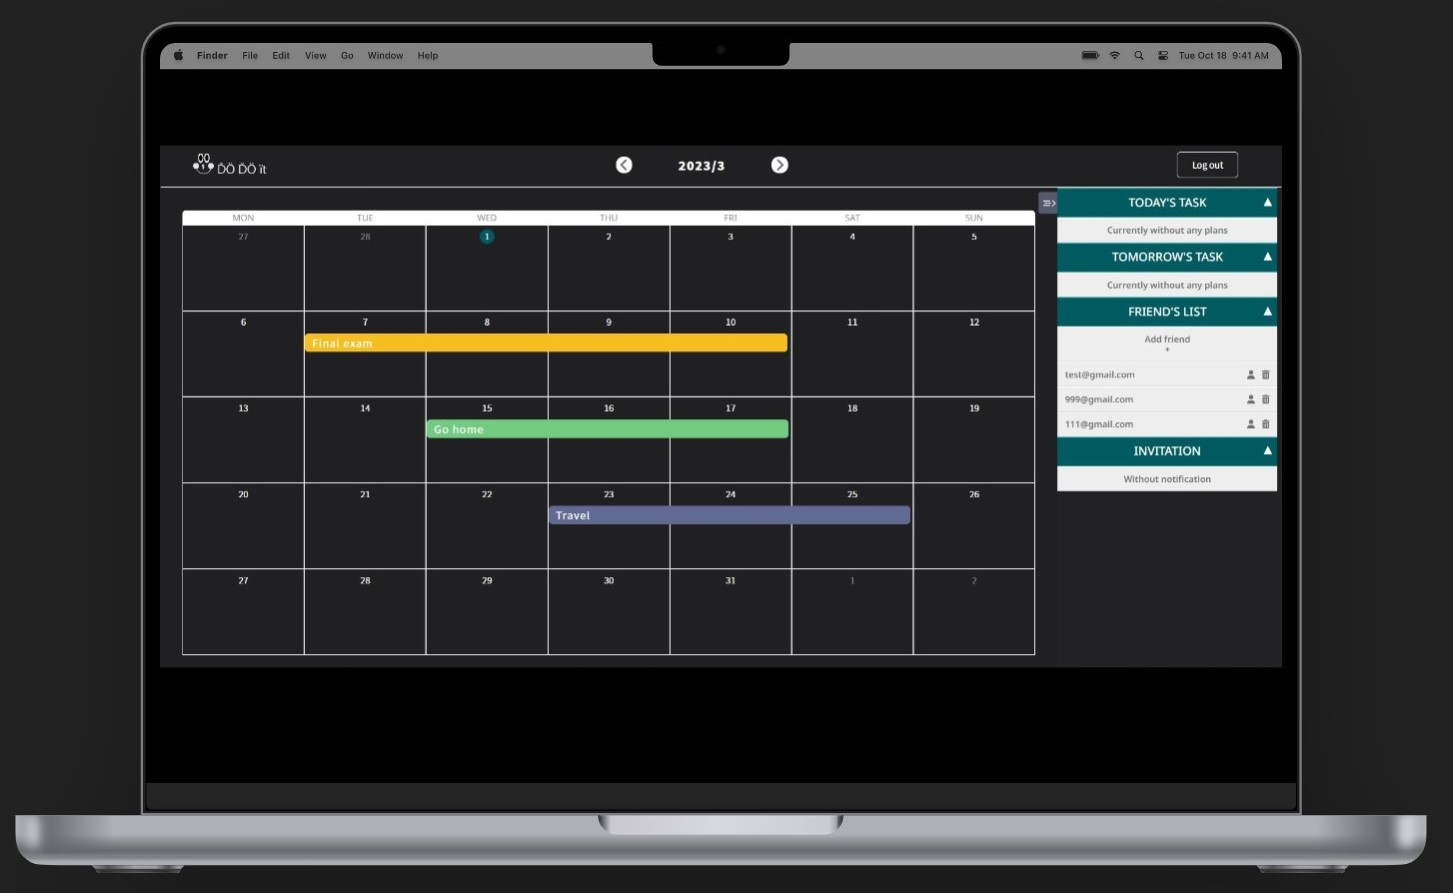 Finder File Edit View Go Window Help Tue Oct 18 9:41 AM
DÖ DÖ it 2023/3 Log out
MON TUE WED THU FRI SAT SUN
27 28 1 2 3 4 5
6 7 8 9 10 11 12
Final exam
13 14 15 16 17 18 19
Go home
20 21 22 23 24 25 26
Travel
27 28 29 30 31 1 2
TODAY'S TASK ▲
Currently without any plans
TOMORROW'S TASK ▲
Currently without any plans
FRIEND'S LIST ▲
Add friend
+
test@gmail.com
999@gmail.com
111@gmail.com
INVITATION ▲
Without notification